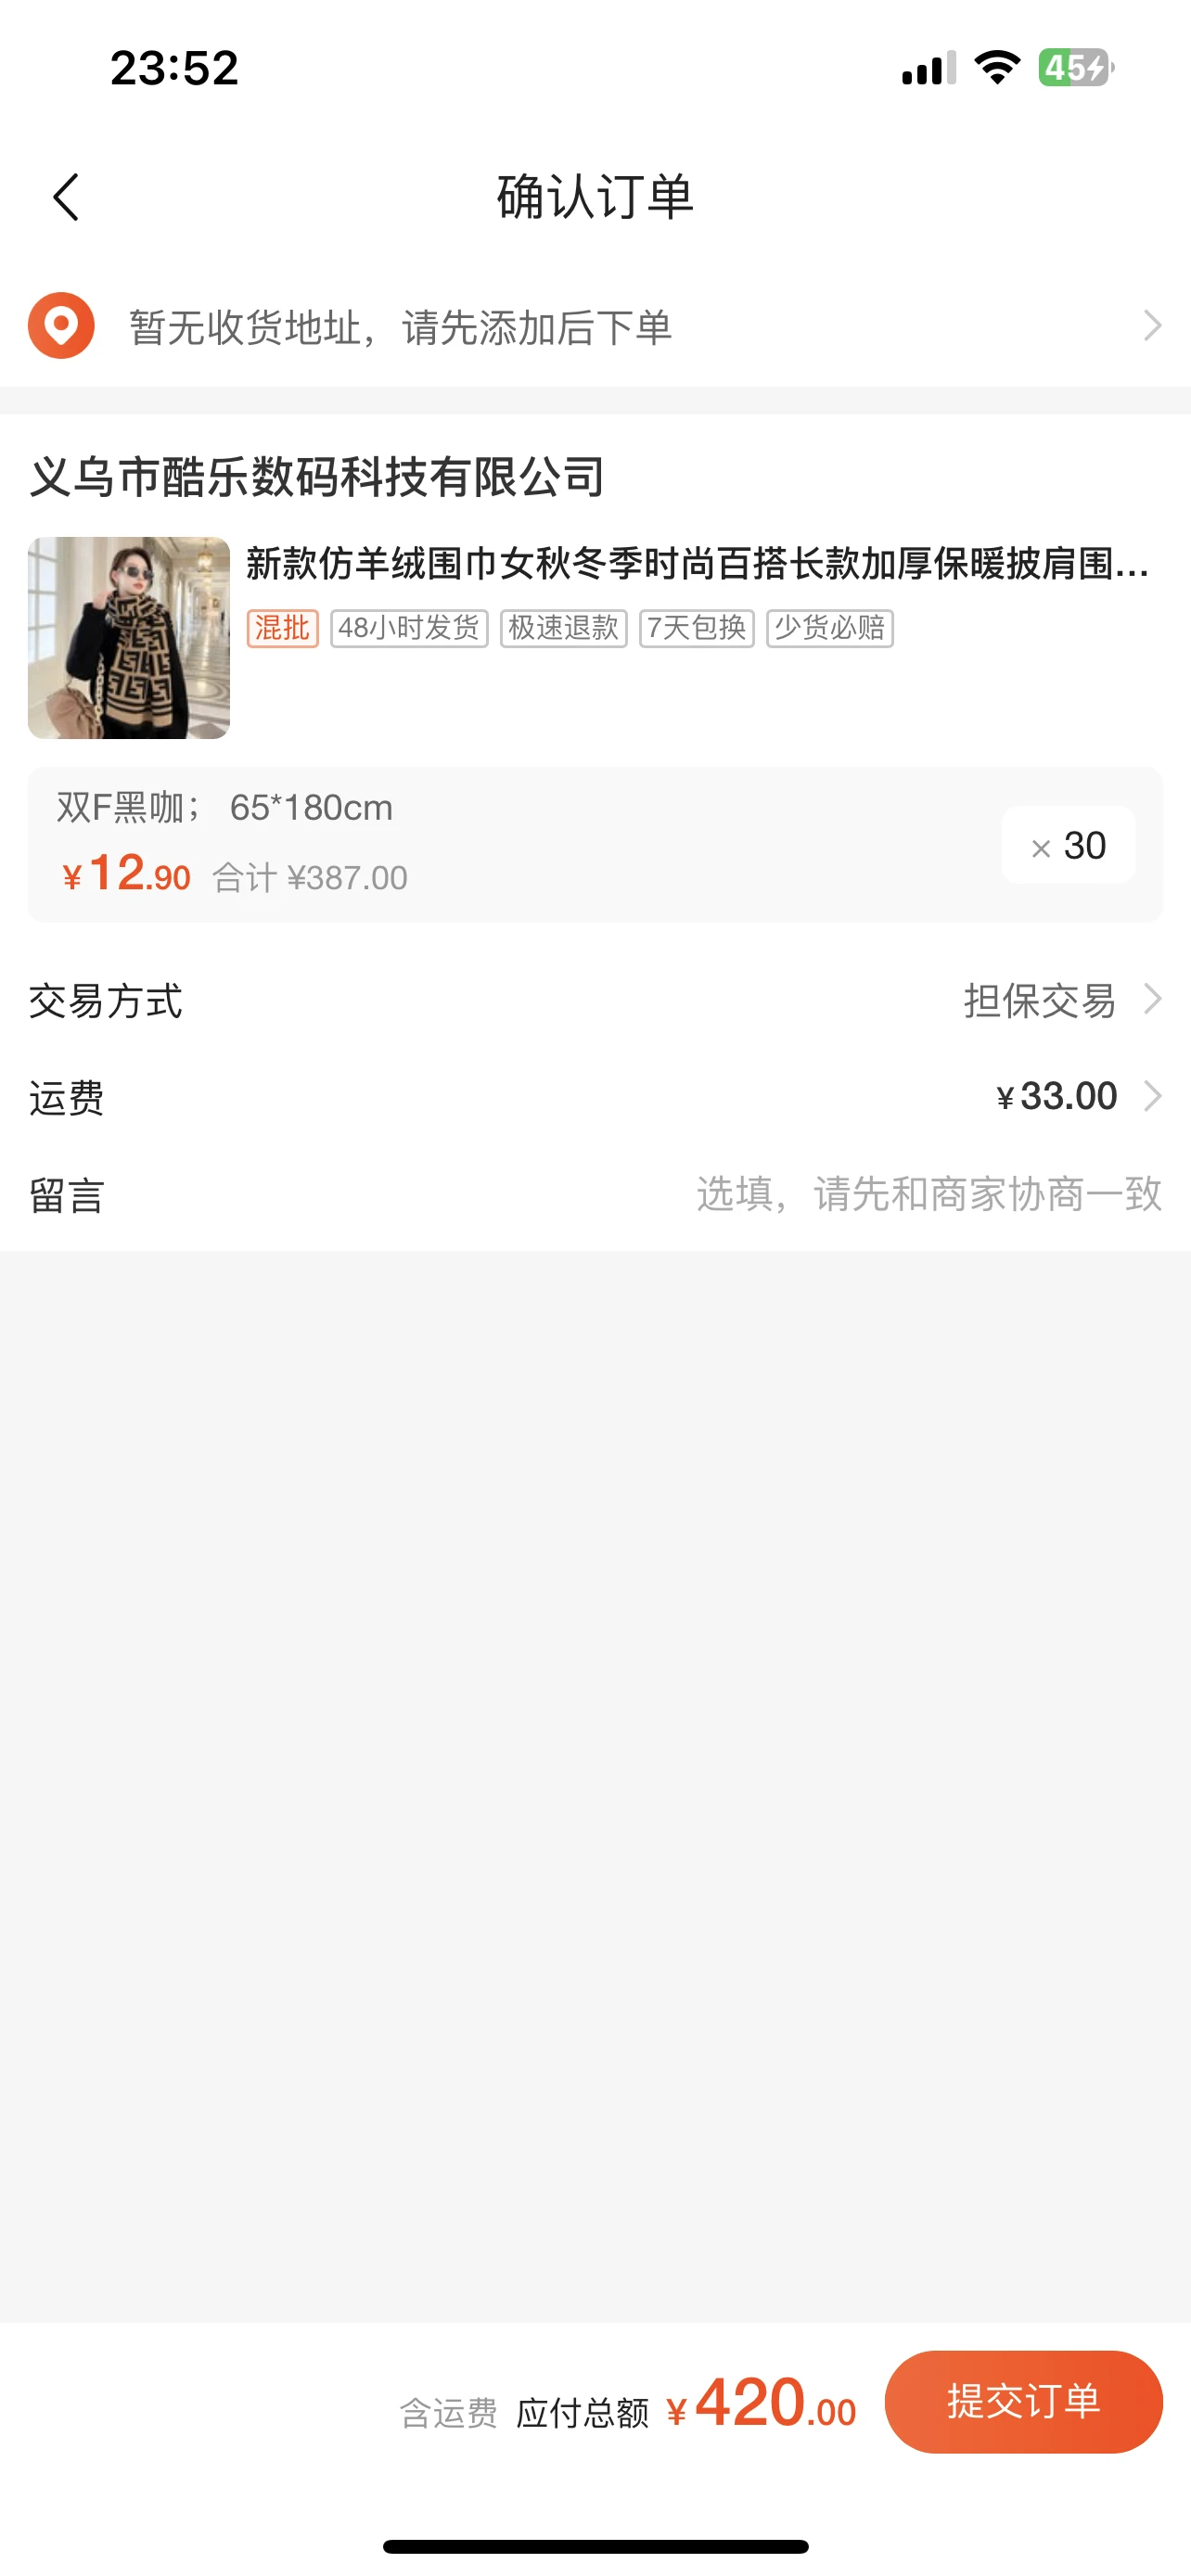 23:52
45
确认订单
暂无收货地址，请先添加后下单
义乌市酷乐数码科技有限公司
新款仿羊绒围巾女秋冬季时尚百搭长款加厚保暖披肩围...
混批 48小时发货 极速退款 7天包换 少货必赔
双F黑咖； 65*180cm
¥12.90 合计 ¥387.00
× 30
交易方式 担保交易
运费 ¥33.00
留言 选填，请先和商家协商一致
含运费 应付总额 ¥420.00 提交订单